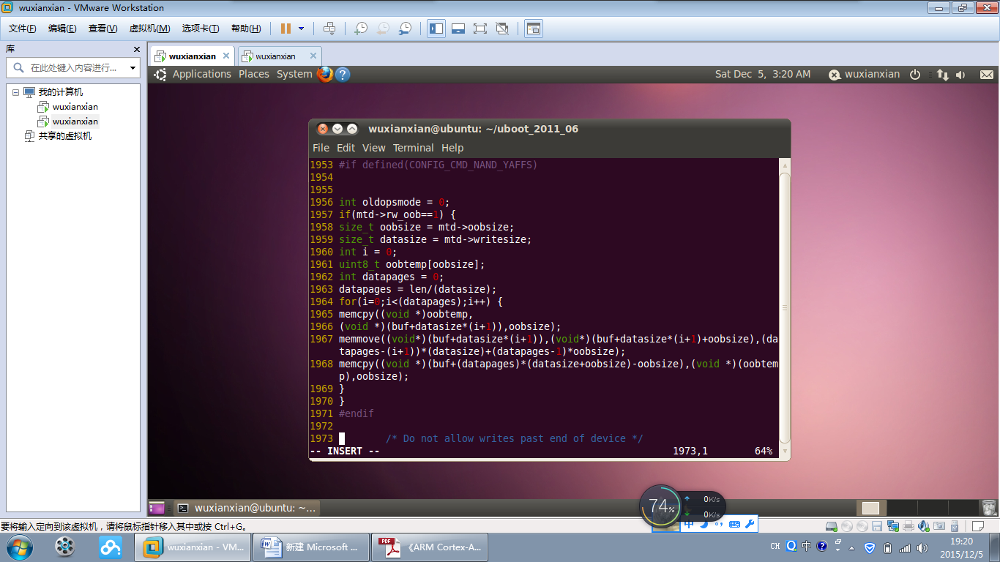 wuxianxian - VMware Workstation
文件(F) 编辑(E) 查看(V) 虚拟机(M) 选项卡(T) 帮助(H)
库
在此处键入内容进行...
我的计算机
wuxianxian
wuxianxian
共享的虚拟机
wuxianxian wuxianxian
Applications Places System Sat Dec 5, 3:20 AM wuxianxian
wuxianxian@ubuntu: ~/uboot_2011_06
File Edit View Terminal Help
1953 #if defined(CONFIG_CMD_NAND_YAFFS)
1954
1955
1956 int oldopsmode = 0;
1957 if(mtd->rw_oob==1) {
1958 size_t oobsize = mtd->oobsize;
1959 size_t datasize = mtd->writesize;
1960 int i = 0;
1961 uint8_t oobtemp[oobsize];
1962 int datapages = 0;
1963 datapages = len/(datasize);
1964 for(i=0;i<(datapages);i++) {
1965 memcpy((void *)oobtemp,
1966 (void *)(buf+datasize*(i+1)),oobsize);
1967 memmove((void*)(buf+datasize*(i+1)),(void*)(buf+datasize*(i+1)+oobsize),(da
tapages-(i+1))*(datasize)+(datapages-1)*oobsize);
1968 memcpy((void *)(buf+(datapages)*(datasize+oobsize)-oobsize),(void *)(oobtem
p),oobsize);
1969 }
1970 }
1971 #endif
1972
1973 /* Do not allow writes past end of device */
-- INSERT -- 1973,1 64%
74%
0K/s
0K/s
wuxianxian@ubuntu: ~...
中
要将输入定向到该虚拟机，请将鼠标指针移入其中或按 Ctrl+G。
wuxianxian - VM... 新建 Microsoft ... PDF 《ARM Cortex-A...
CH 中
19:20
2015/12/5